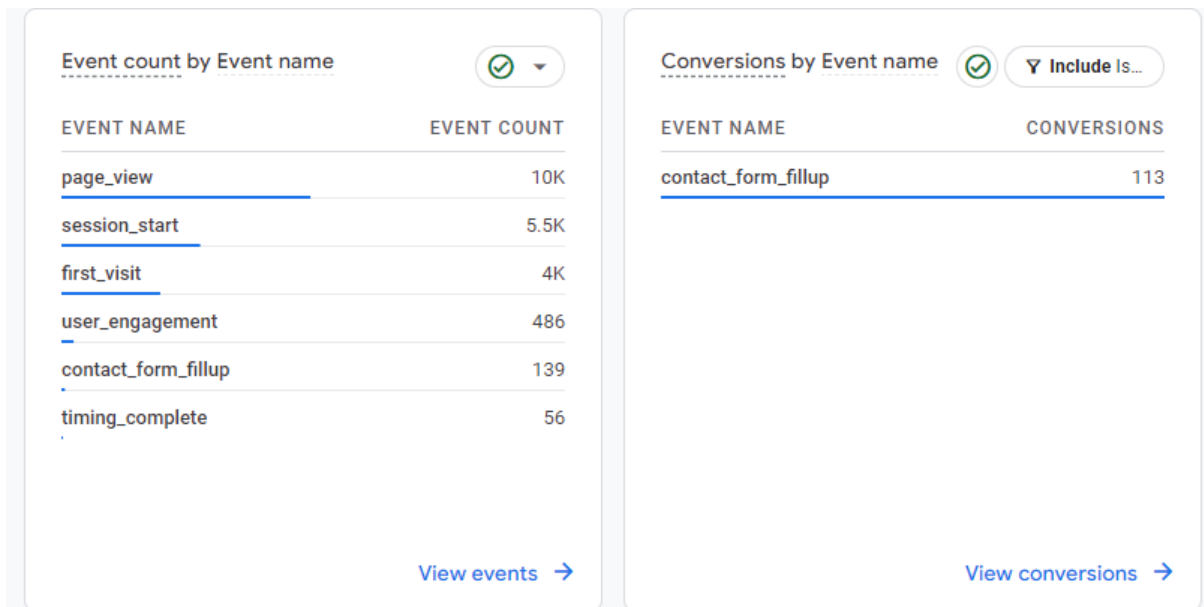 Event count by Event name
EVENT NAME EVENT COUNT
page_view 10K
session_start 5.5K
first_visit 4K
user_engagement 486
contact_form_fillup 139
timing_complete 56
View events
Conversions by Event name
Include Is...
EVENT NAME CONVERSIONS
contact_form_fillup 113
View conversions